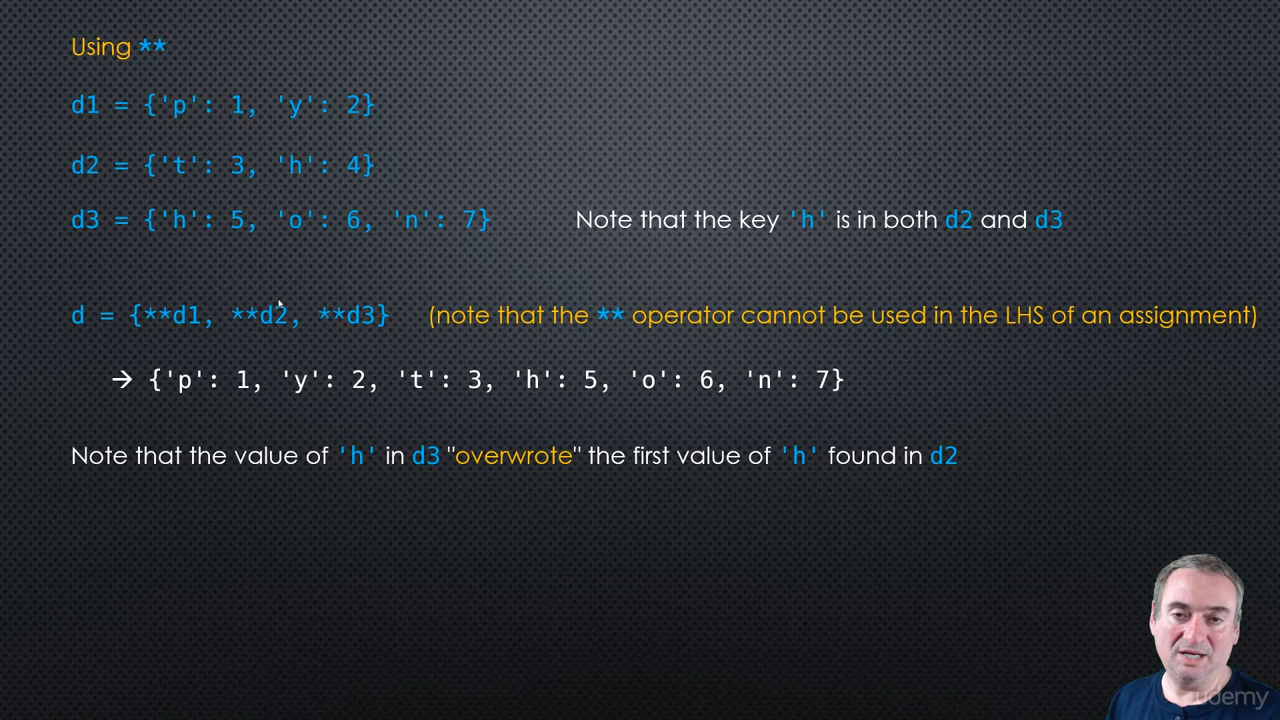 Using **
d1 = {'p': 1, 'y': 2}
d2 = {'t': 3, 'h': 4}
d3 = {'h': 5, 'o': 6, 'n': 7} Note that the key 'h' is in both d2 and d3
d = {**d1, **d2, **d3} (note that the ** operator cannot be used in the LHS of an assignment)
→ {'p': 1, 'y': 2, 't': 3, 'h': 5, 'o': 6, 'n': 7}
Note that the value of 'h' in d3 "overwrote" the first value of 'h' found in d2
udemy